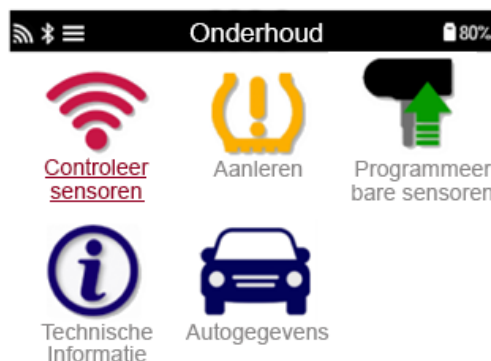 Onderhoud
80%
Controleer
sensoren
Aanleren
Programmeer
bare sensoren
Technische
Informatie
Autogegevens